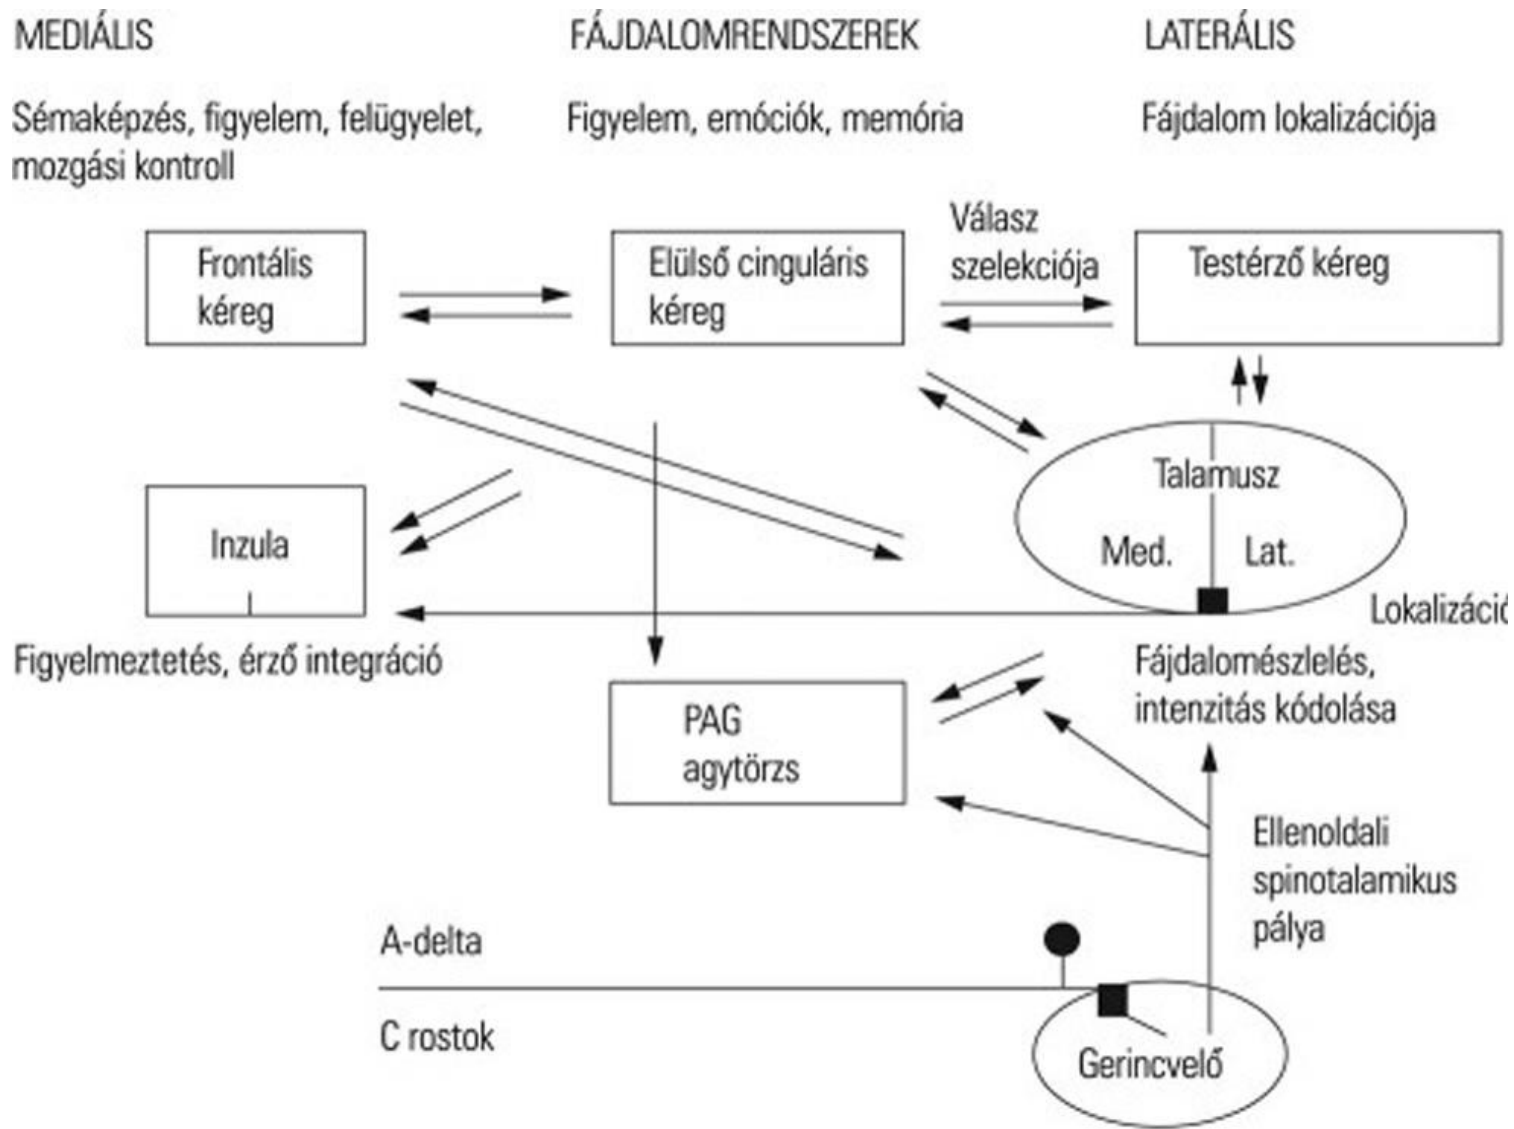 MEDIÁLIS
FÁJDALOMRENDSZEREK
LATERÁLIS
Sémaképzés, figyelem, felügyelet,
mozgási kontroll
Figyelem, emóciók, memória
Fájdalom lokalizációja
Frontális
kéreg
Elülső cinguláris
kéreg
Válasz
szelekciója
Testérző kéreg
Talamusz
Med.
Lat.
Inzula
Lokalizáció
Figyelmeztetés, érző integráció
Fájdalomészlelés,
intenzitás kódolása
PAG
agytörzs
Ellenoldali
spinotalamikus
pálya
A-delta
C rostok
Gerincvelő